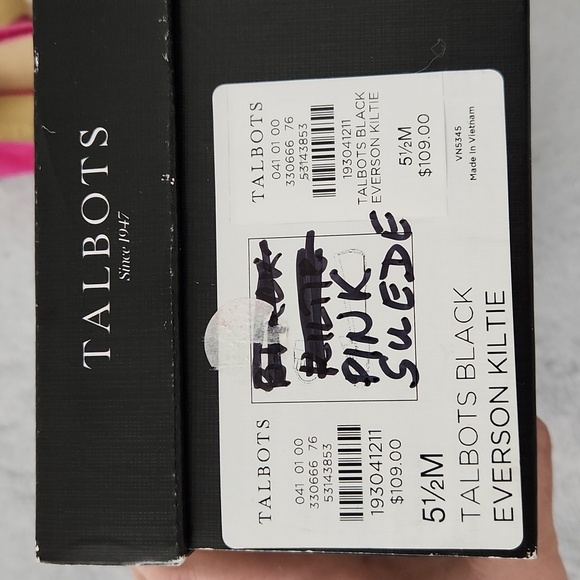 TALBOTS
Since 1947
TALBOTS
041 01 00
330666 76
53143853
193041211
TALBOTS BLACK
EVERSON KILTIE
5½M
$109.00
VN5345
Made In Vietnam
BLACK
KILTIE
PINK
SUEDE
TALBOTS
041 01 00
330666 76
53143853
193041211
$109.00
5½M
TALBOTS BLACK
EVERSON KILTIE